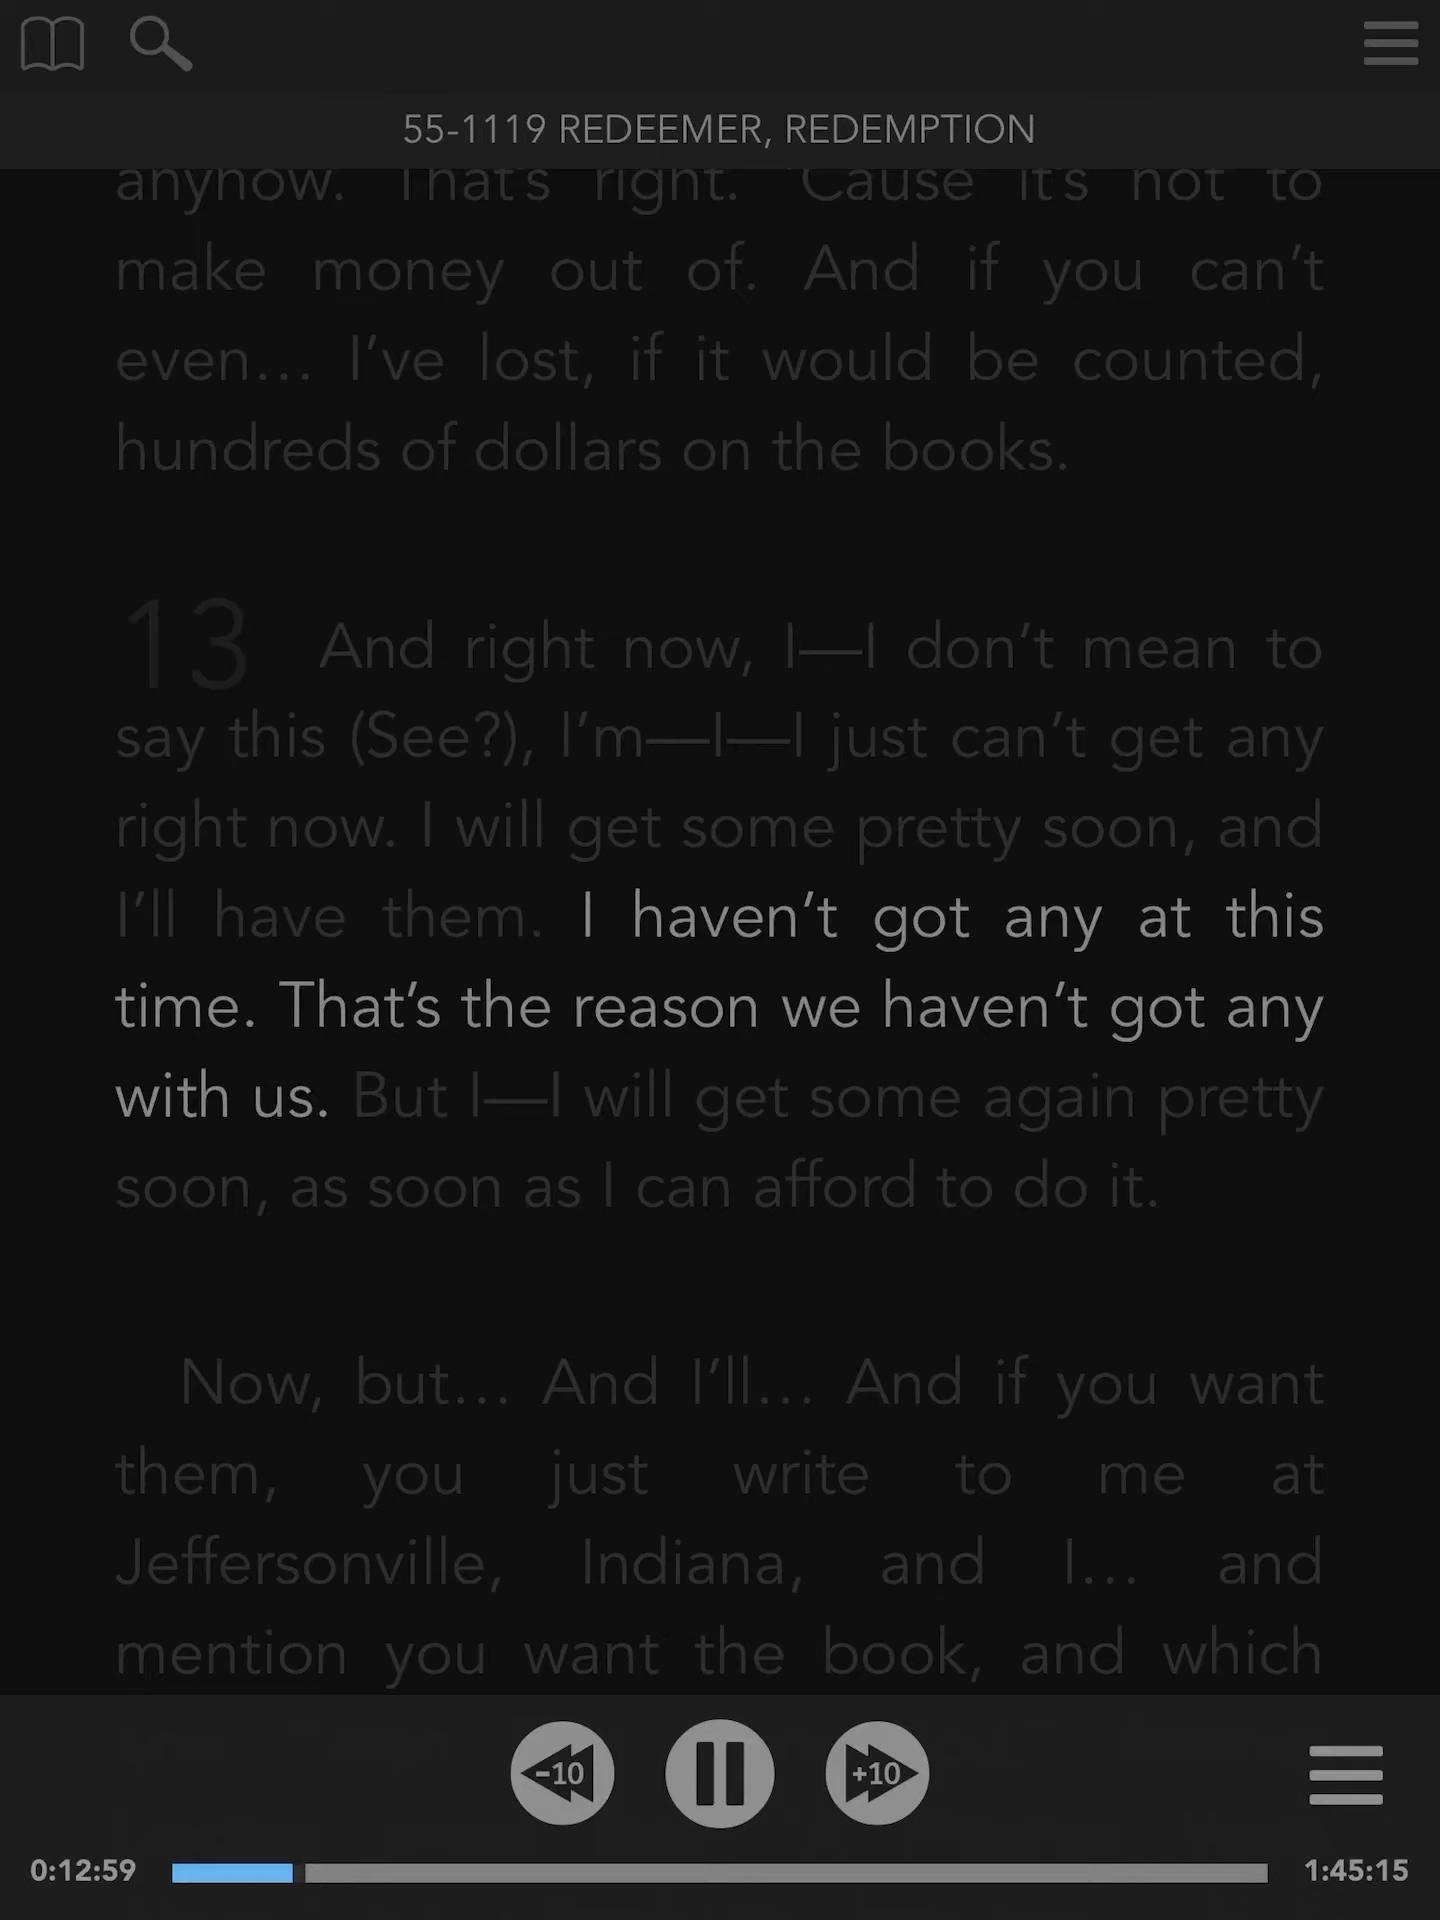 55-1119 REDEEMER, REDEMPTION
anyhow. That's right. 'Cause it's not to
make money out of. And if you can't
even… I've lost, if it would be counted,
hundreds of dollars on the books.
13 And right now, I—I don't mean to
say this (See?), I'm—I—I just can't get any
right now. I will get some pretty soon, and
I'll have them. I haven't got any at this
time. That's the reason we haven't got any
with us. But I—I will get some again pretty
soon, as soon as I can afford to do it.
Now, but… And I'll… And if you want
them, you just write to me at
Jeffersonville, Indiana, and I… and
mention you want the book, and which
-10 +10
0:12:59 1:45:15